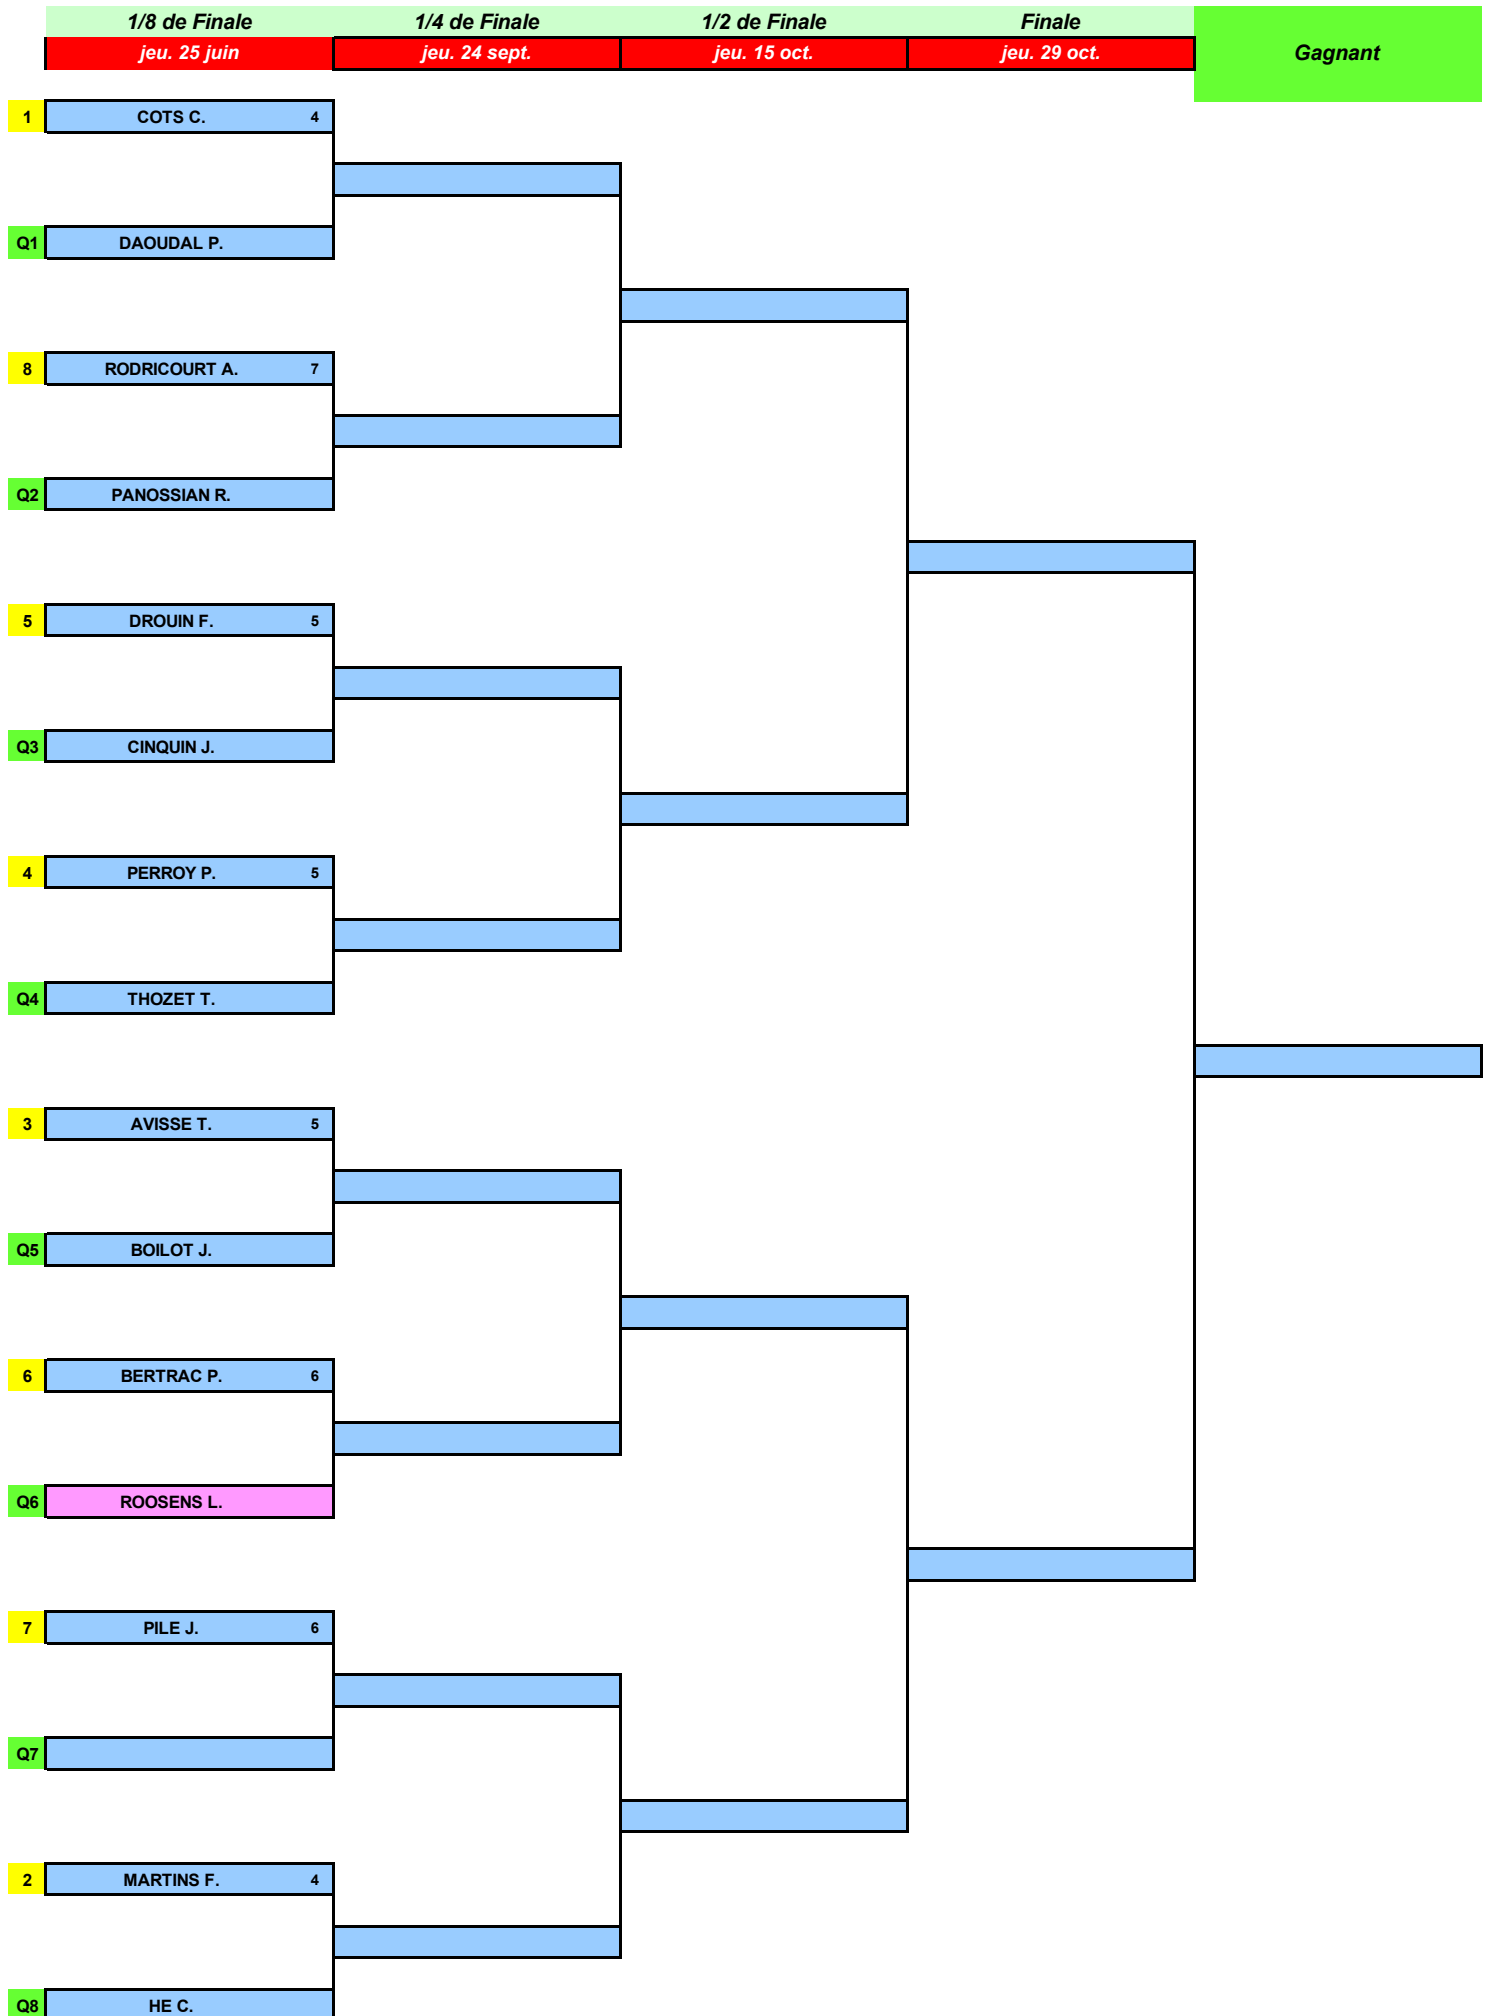 1/8 de Finale 1/4 de Finale 1/2 de Finale Finale
jeu. 25 juin jeu. 24 sept. jeu. 15 oct. jeu. 29 oct. Gagnant
1 COTS C. 4
Q1 DAOUDAL P.
8 RODRICOURT A. 7
Q2 PANOSSIAN R.
5 DROUIN F. 5
Q3 CINQUIN J.
4 PERROY P. 5
Q4 THOZET T.
3 AVISSE T. 5
Q5 BOILOT J.
6 BERTRAC P. 6
Q6 ROOSENS L.
7 PILE J. 6
Q7
2 MARTINS F. 4
Q8 HE C.